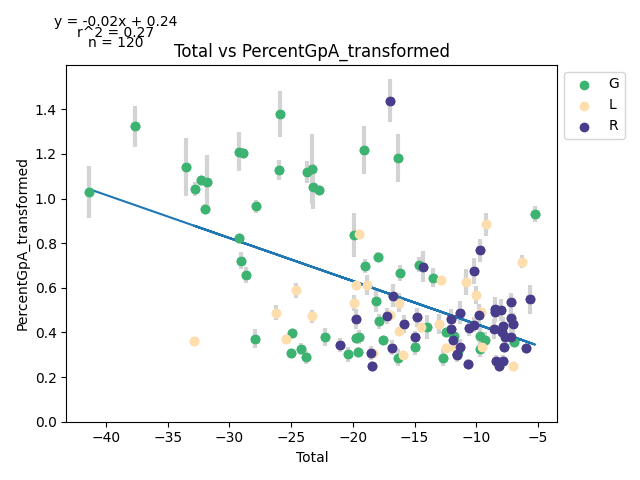 y = -0.02x + 0.24
r^2 = 0.27
n = 120
Total vs PercentGpA_transformed
G
L
R
PercentGpA_transformed
1.4
1.2
1.0
0.8
0.6
0.4
0.2
0.0
−40
−35
−30
−25
−20
−15
−10
−5
Total